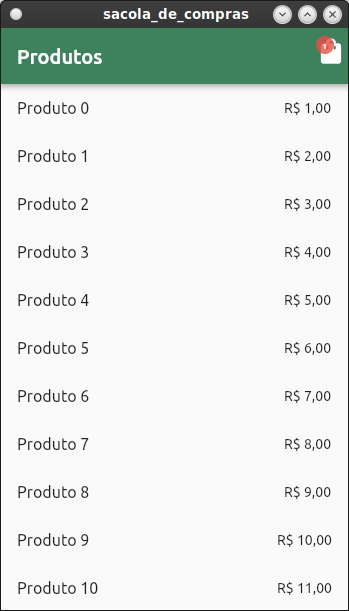 sacola_de_compras
Produtos
1
Produto 0 R$ 1,00
Produto 1 R$ 2,00
Produto 2 R$ 3,00
Produto 3 R$ 4,00
Produto 4 R$ 5,00
Produto 5 R$ 6,00
Produto 6 R$ 7,00
Produto 7 R$ 8,00
Produto 8 R$ 9,00
Produto 9 R$ 10,00
Produto 10 R$ 11,00